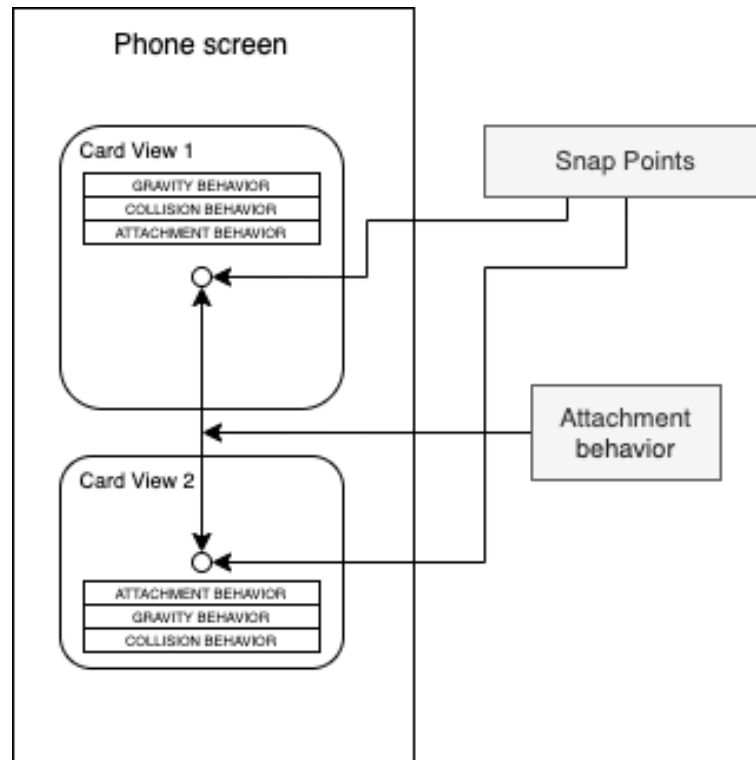 Phone screen
Card View 1
GRAVITY BEHAVIOR
COLLISION BEHAVIOR
ATTACHMENT BEHAVIOR
Snap Points
Attachment
behavior
Card View 2
ATTACHMENT BEHAVIOR
GRAVITY BEHAVIOR
COLLISION BEHAVIOR